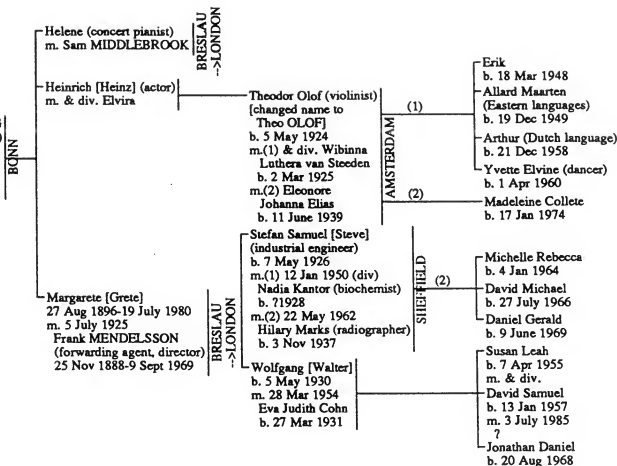 BONN
Helene (concert pianist)
m. Sam MIDDLEBROOK
BRESLAU
->LONDON
Heinrich [Heinz] (actor)
m. & div. Elvira
Margarete [Grete]
27 Aug 1896-19 July 1980
m. 5 July 1925
Frank MENDELSSON
(forwarding agent, director)
25 Nov 1888-9 Sept 1969
BRESLAU
->LONDON
Theodor Olof (violinist)
[changed name to
Theo OLOF]
b. 5 May 1924
m.(1) & div. Wibinna
Luthera van Steeden
b. 2 Mar 1925
m.(2) Eleonore
Johanna Elias
b. 11 June 1939
AMSTERDAM
(1)
(2)
Stefan Samuel [Steve]
(industrial engineer)
b. 7 May 1926
m.(1) 12 Jan 1950 (div)
Nadia Kantor (biochemist)
b. ?1928
m.(2) 22 May 1962
Hilary Marks (radiographer)
b. 3 Nov 1937
SHEFFIELD
(2)
Wolfgang [Walter]
b. 5 May 1930
m. 28 Mar 1954
Eva Judith Cohn
b. 27 Mar 1931
Erik
b. 18 Mar 1948
Allard Maarten
(Eastern languages)
b. 19 Dec 1949
Arthur (Dutch language)
b. 21 Dec 1958
Yvette Elvine (dancer)
b. 1 Apr 1960
Madeleine Collete
b. 17 Jan 1974
Michelle Rebecca
b. 4 Jan 1964
David Michael
b. 27 July 1966
Daniel Gerald
b. 9 June 1969
Susan Leah
b. 7 Apr 1955
m. & div.
David Samuel
b. 13 Jan 1957
m. 3 July 1985
?
Jonathan Daniel
b. 20 Aug 1968